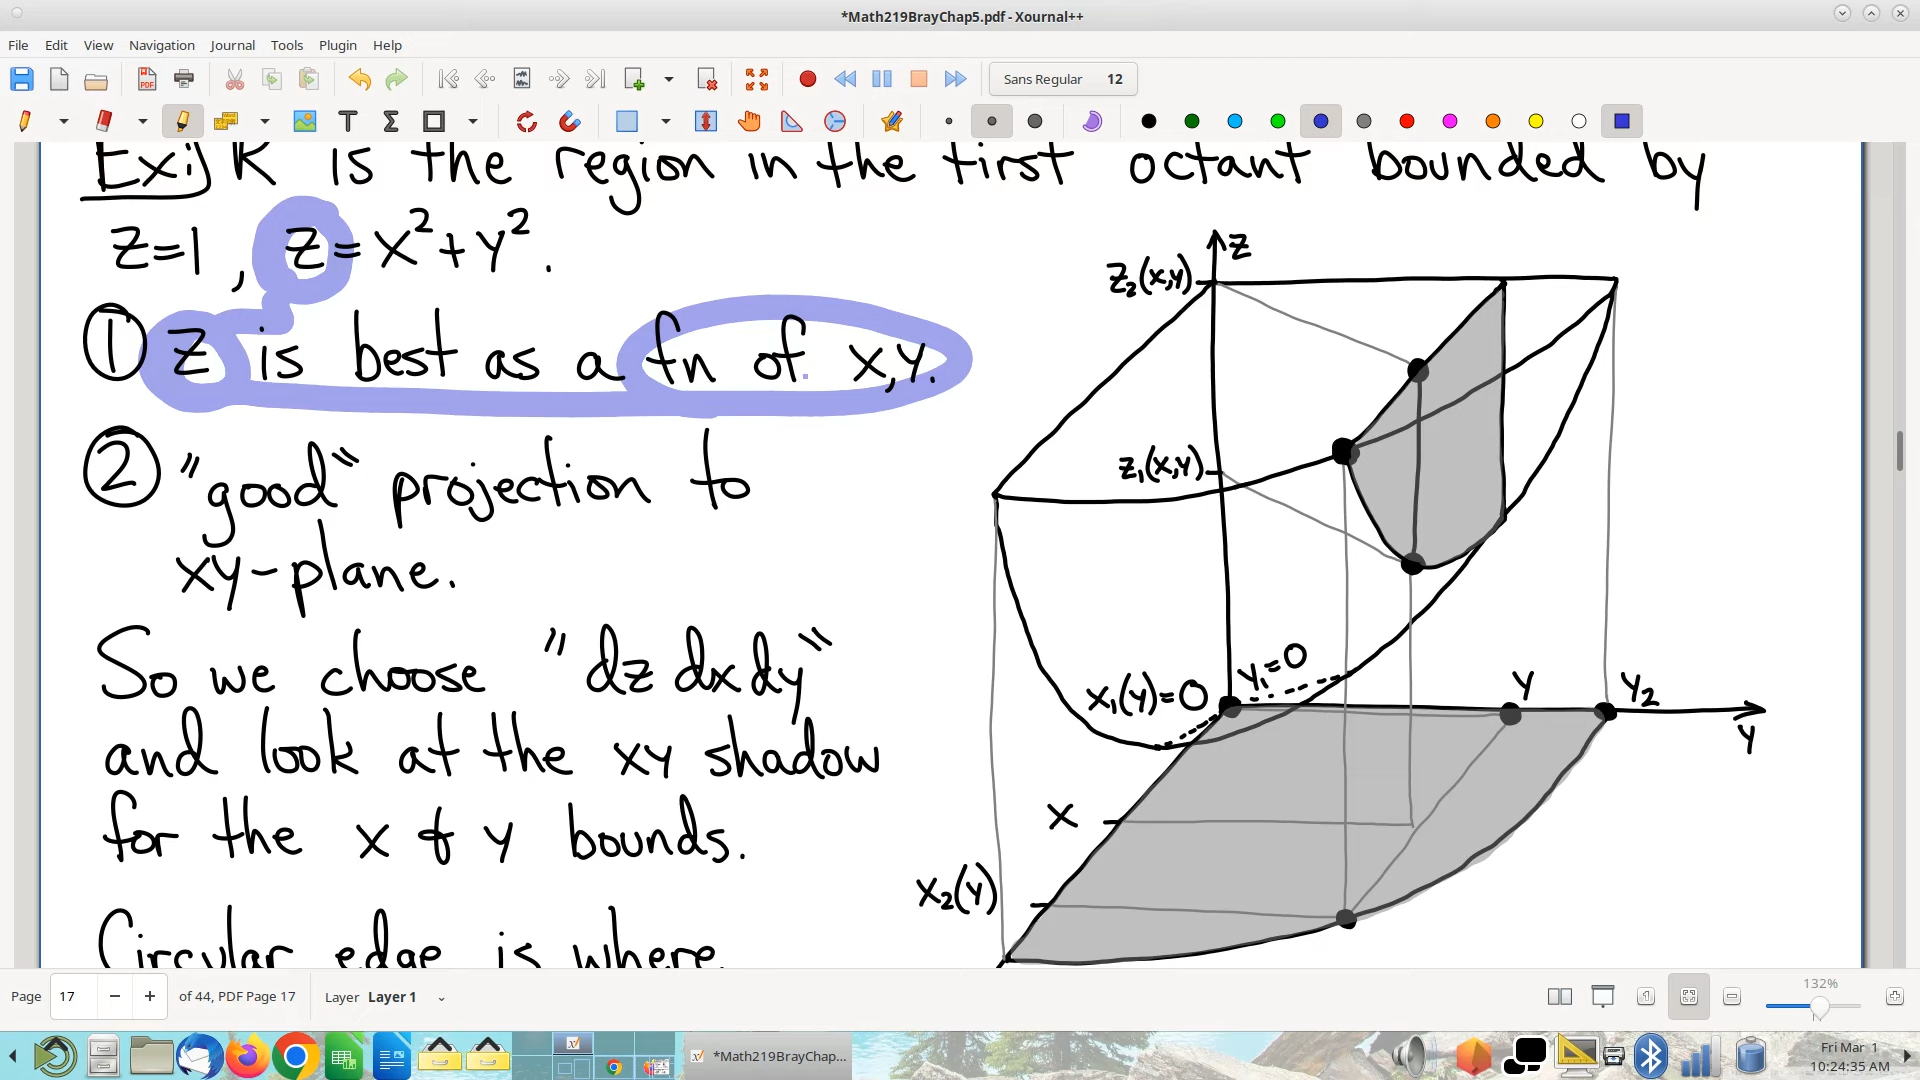 *Math219BrayChap5.pdf - Xournal++
File Edit View Navigation Journal Tools Plugin Help
Sans Regular 12
Ex:) K is the region in the first octant bounded by
z=1, z=x²+y².
① z is best as a fn of x,y.
② "good" projection to
xy-plane.
So we choose "dz dx dy"
and look at the xy shadow
for the x & y bounds.
Circular edge is where
z
z₂(x,y)
z₁(x,y)
x₁(y)=0
y₁=0
y
y₂
y
x
x₂(y)
Page 17 of 44, PDF Page 17 Layer Layer 1
132%
*Math219BrayChap...
Fri Mar 1
10:24:35 AM